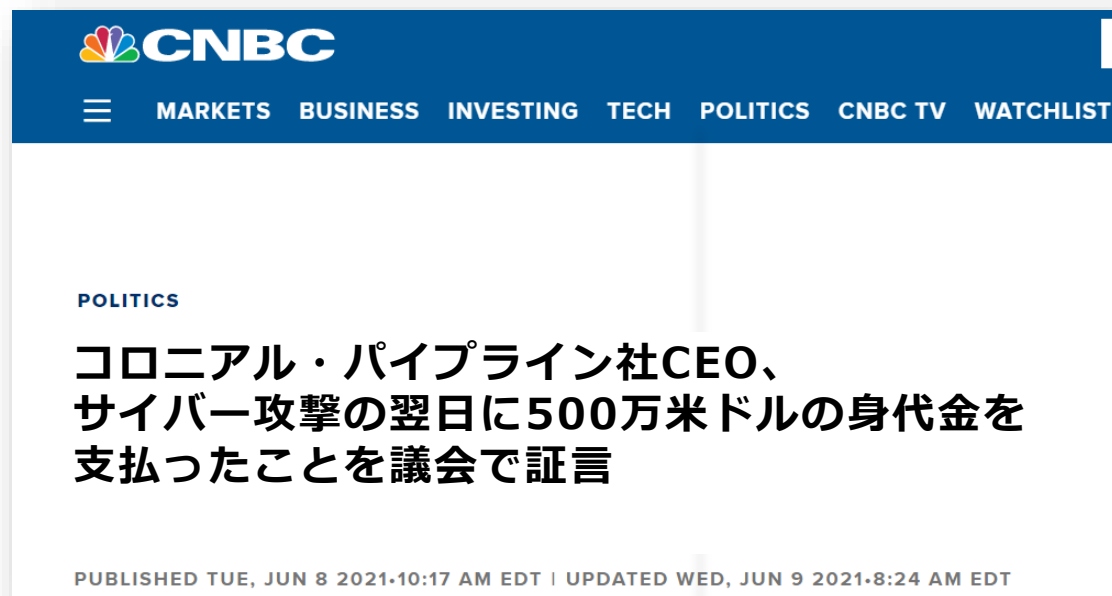 CNBC
MARKETS BUSINESS INVESTING TECH POLITICS CNBC TV WATCHLIST
POLITICS
コロニアル・パイプライン社CEO、
サイバー攻撃の翌日に500万米ドルの身代金を
支払ったことを議会で証言
PUBLISHED TUE, JUN 8 2021•10:17 AM EDT | UPDATED WED, JUN 9 2021•8:24 AM EDT